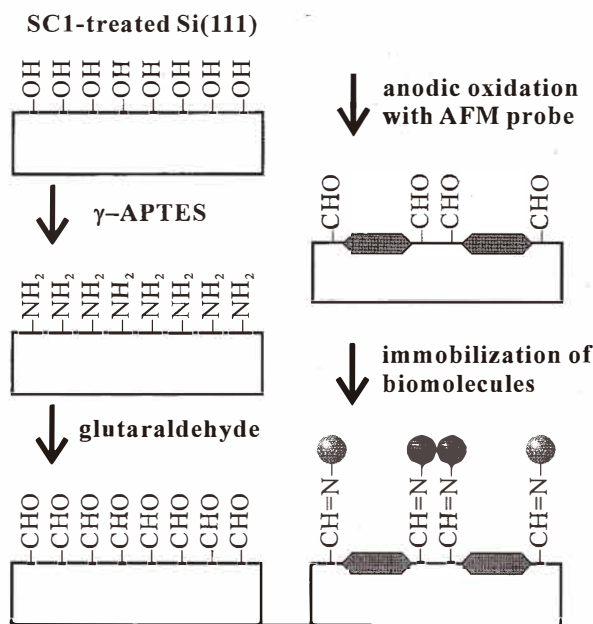 SC1-treated Si(111)
OH OH OH OH OH OH OH OH
γ–APTES
NH₂ NH₂ NH₂ NH₂ NH₂ NH₂ NH₂ NH₂
glutaraldehyde
CHO CHO CHO CHO CHO CHO CHO CHO
anodic oxidation
with AFM probe
CHO CHO CHO CHO
immobilization of
biomolecules
CH=N CH=N CH=N CH=N